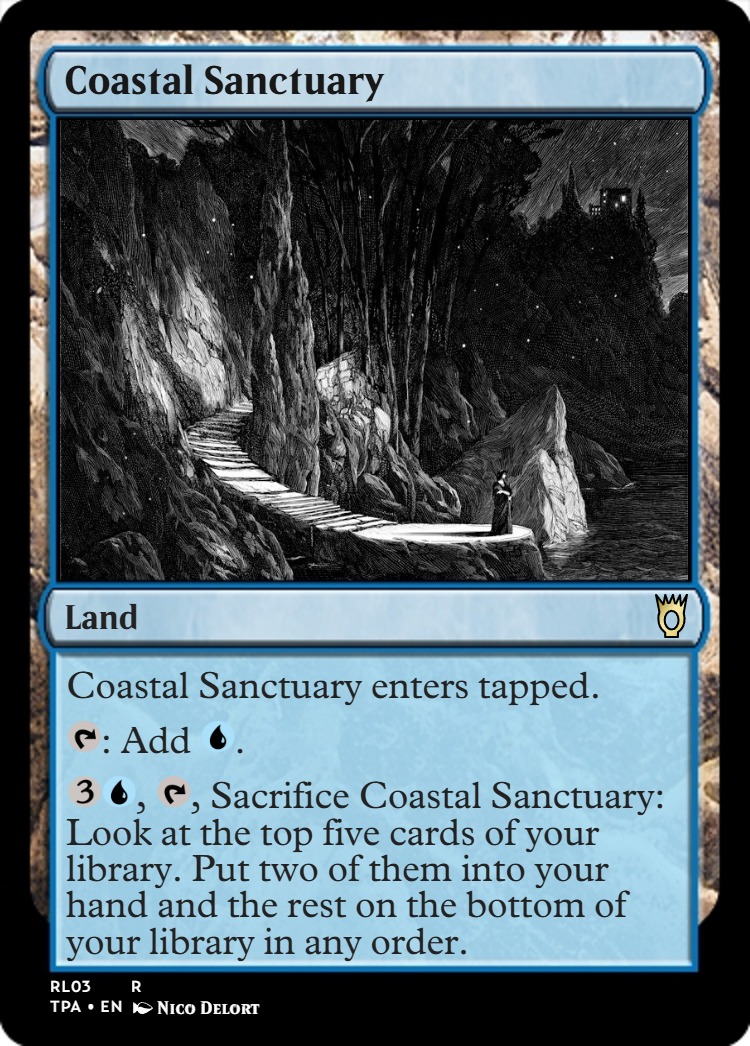 Coastal Sanctuary
Land
Coastal Sanctuary enters tapped.
: Add .
3 , , Sacrifice Coastal Sanctuary:
Look at the top five cards of your
library. Put two of them into your
hand and the rest on the bottom of
your library in any order.
RL03 R
TPA • EN Nico Delort